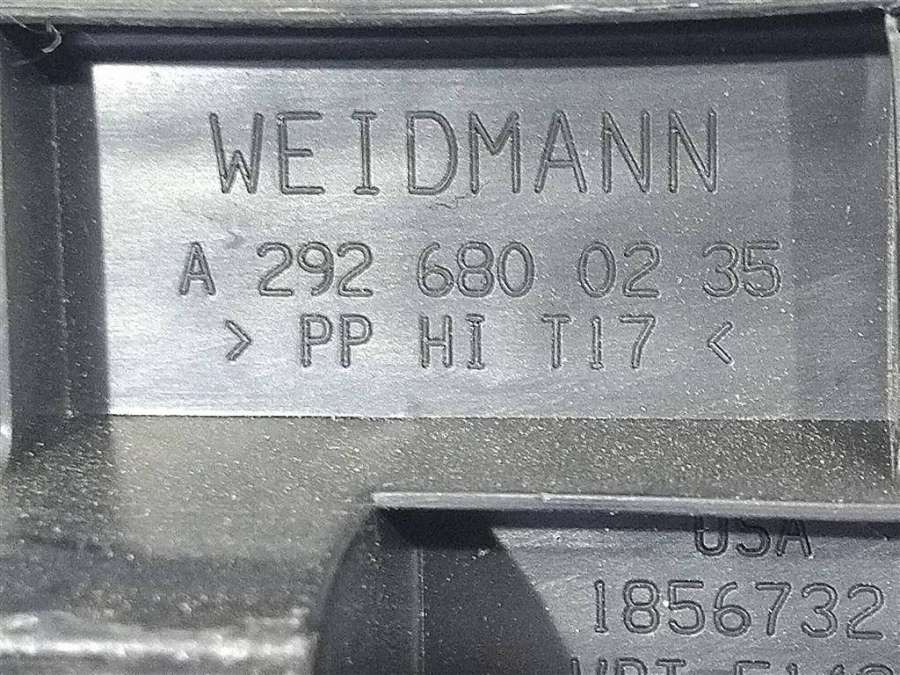 WEIDMANN
A 292 680 02 35
> PP HI T17 <
USA
1856732